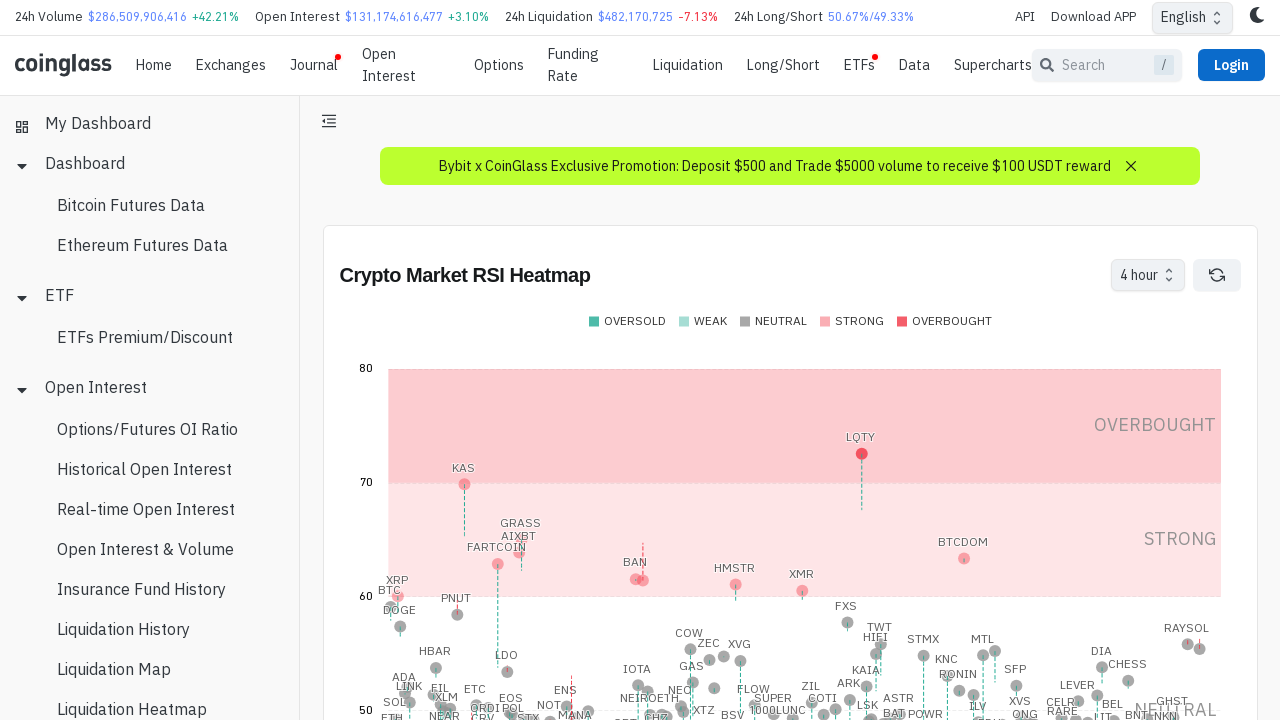 24h Volume $286,509,906,416 +42.21% Open Interest $131,174,616,477 +3.10% 24h Liquidation $482,170,725 -7.13% 24h Long/Short 50.67%/49.33% API Download APP English
coinglass Home Exchanges Journal Open Interest Options Funding Rate Liquidation Long/Short ETFs Data Supercharts Search / Login
My Dashboard
Dashboard
Bitcoin Futures Data
Ethereum Futures Data
ETF
ETFs Premium/Discount
Open Interest
Options/Futures OI Ratio
Historical Open Interest
Real-time Open Interest
Open Interest & Volume
Insurance Fund History
Liquidation History
Liquidation Map
Liquidation Heatmap
Bybit x CoinGlass Exclusive Promotion: Deposit $500 and Trade $5000 volume to receive $100 USDT reward
Crypto Market RSI Heatmap
4 hour
OVERSOLD WEAK NEUTRAL STRONG OVERBOUGHT
80
OVERBOUGHT
LQTY
KAS
70
GRASS
AIXBT
FARTCOIN
STRONG
BTCDOM
BAN
HMSTR
XMR
XRP
BTC
60
PNUT
DOGE
FXS
TWT
RAYSOL
COW
HIFI
STMX
MTL
ZEC
XVG
HBAR
LDO
DIA
KNC
CHESS
IOTA
GAS
KAIA
RONIN
SFP
ADA
LINK
FIL
ETC
ENS
NEO
FLOW
ZIL
ARK
LEVER
XLM
EOS
NEIROETH
SUPER
COTI
ASTR
SOL
NOT
LSK
ILV
XVS
CELR
BEL
GHST
ORDI
POL
XTZ
1000LUNC
BAT
POWR
RARE
NEUTRAL
50
ETH
NEAR
CRV
MANA
BSV
ONG